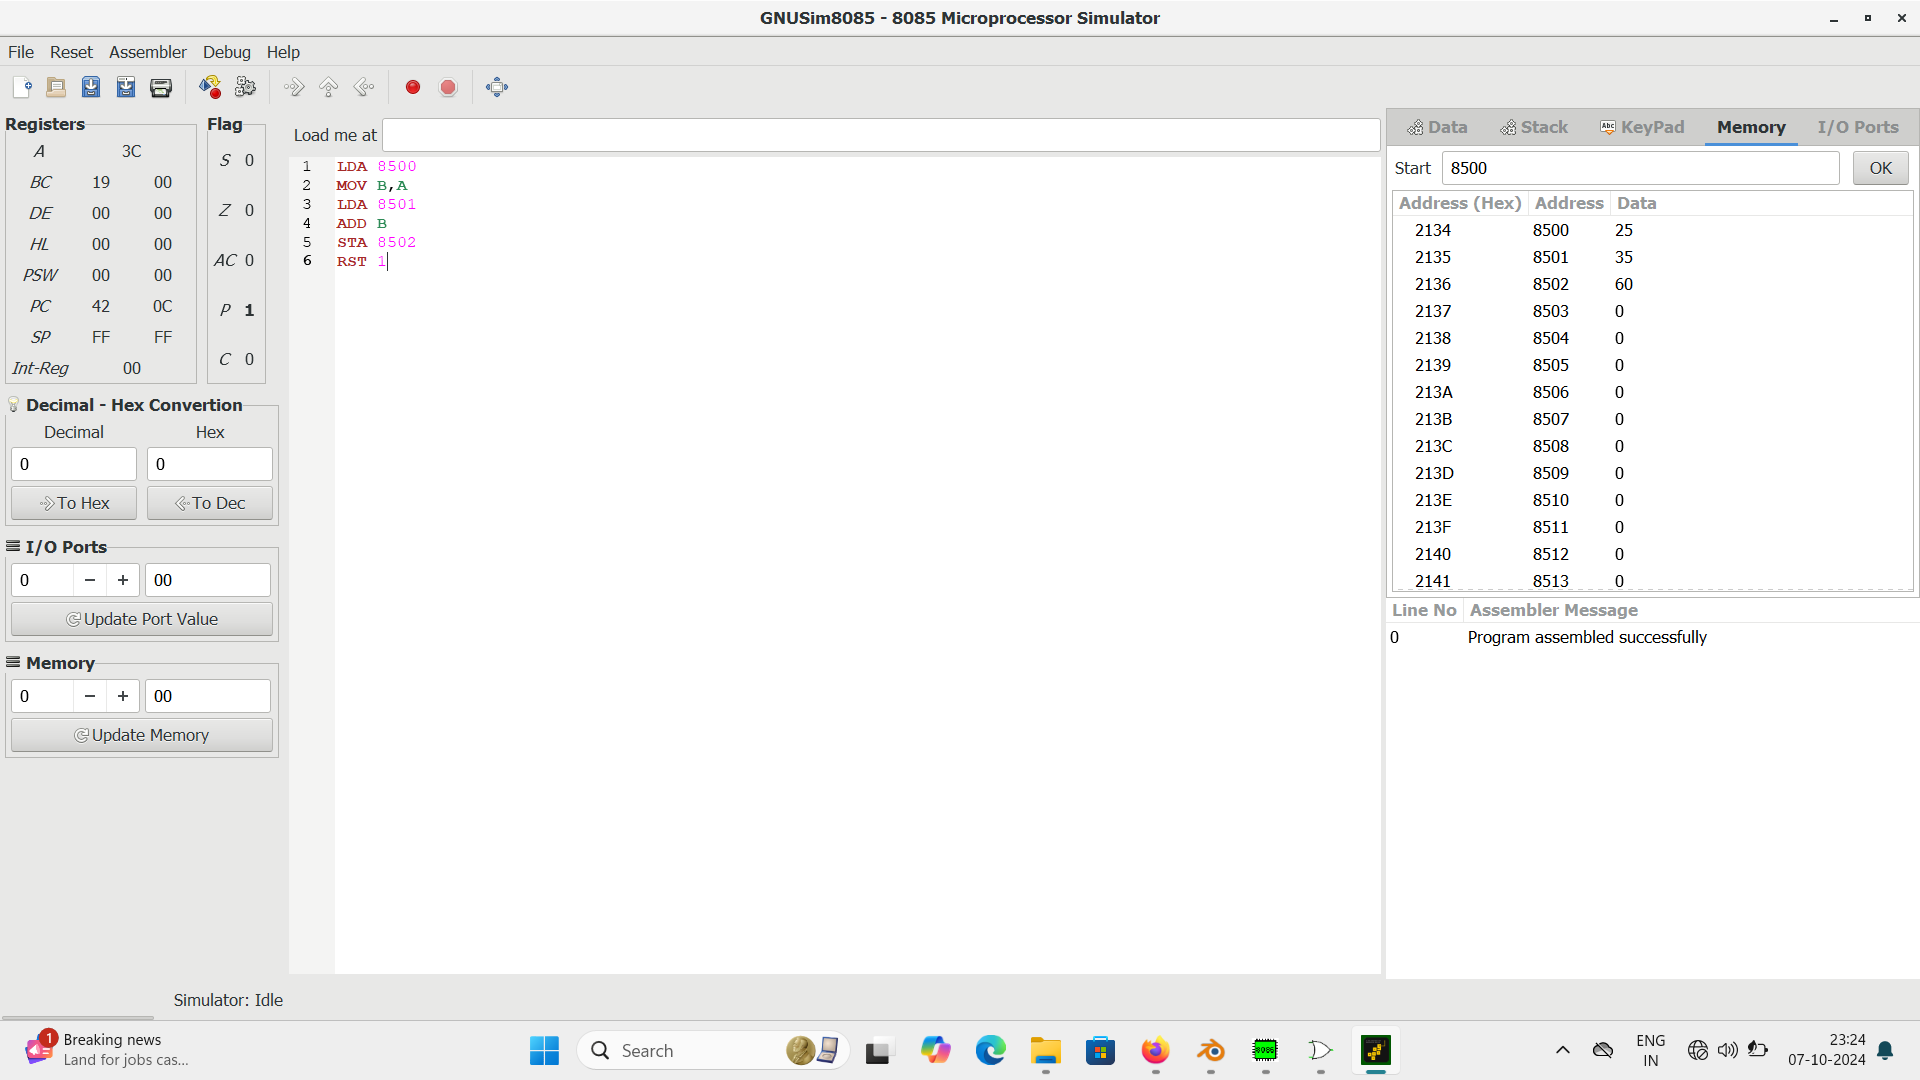 GNUSim8085 - 8085 Microprocessor Simulator
File Reset Assembler Debug Help
Registers
A 3C
BC 19 00
DE 00 00
HL 00 00
PSW 00 00
PC 42 0C
SP FF FF
Int-Reg 00
Flag
S 0
Z 0
AC 0
P 1
C 0
Decimal - Hex Convertion
Decimal Hex
0 0
To Hex To Dec
I/O Ports
0 − + 00
Update Port Value
Memory
0 − + 00
Update Memory
Load me at
1 LDA 8500
2 MOV B,A
3 LDA 8501
4 ADD B
5 STA 8502
6 RST 1
Data Stack Abc KeyPad Memory I/O Ports
Start 8500 OK
Address (Hex) Address Data
2134 8500 25
2135 8501 35
2136 8502 60
2137 8503 0
2138 8504 0
2139 8505 0
213A 8506 0
213B 8507 0
213C 8508 0
213D 8509 0
213E 8510 0
213F 8511 0
2140 8512 0
2141 8513 0
Line No Assembler Message
0 Program assembled successfully
Simulator: Idle
1
Breaking news
Land for jobs cas...
Search
8085
ENG
IN
23:24
07-10-2024